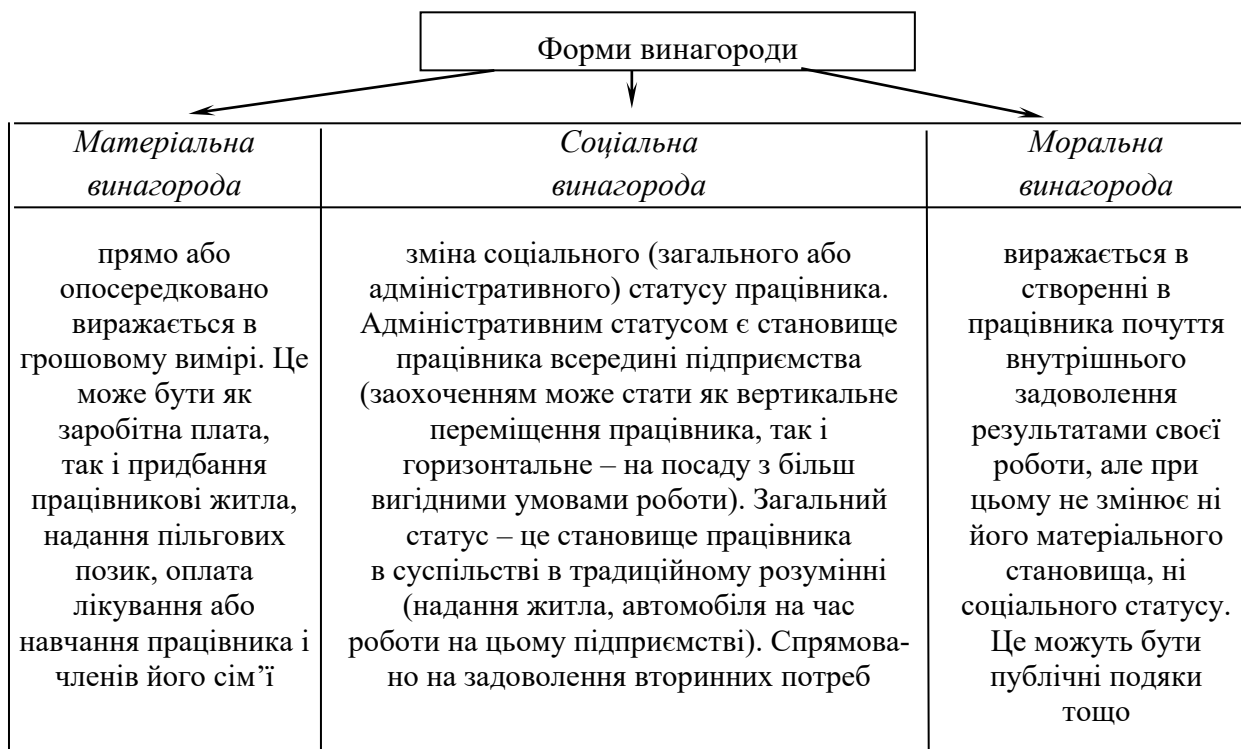 Форми винагороди
Матеріальна
винагорода
прямо або
опосередковано
виражається в
грошовому вимірі. Це
може бути як
заробітна плата,
так і придбання
працівникові житла,
надання пільгових
позик, оплата
лікування або
навчання працівника і
членів його сім’ї
Соціальна
винагорода
зміна соціального (загального або
адміністративного) статусу працівника.
Адміністративним статусом є становище
працівника всередині підприємства
(заохоченням може стати як вертикальне
переміщення працівника, так і
горизонтальне – на посаду з більш
вигідними умовами роботи). Загальний
статус – це становище працівника
в суспільстві в традиційному розумінні
(надання житла, автомобіля на час
роботи на цьому підприємстві). Спрямова-
но на задоволення вторинних потреб
Моральна
винагорода
виражається в
створенні в
працівника почуття
внутрішнього
задоволення
результатами своєї
роботи, але при
цьому не змінює ні
його матеріального
становища, ні
соціального статусу.
Це можуть бути
публічні подяки
тощо